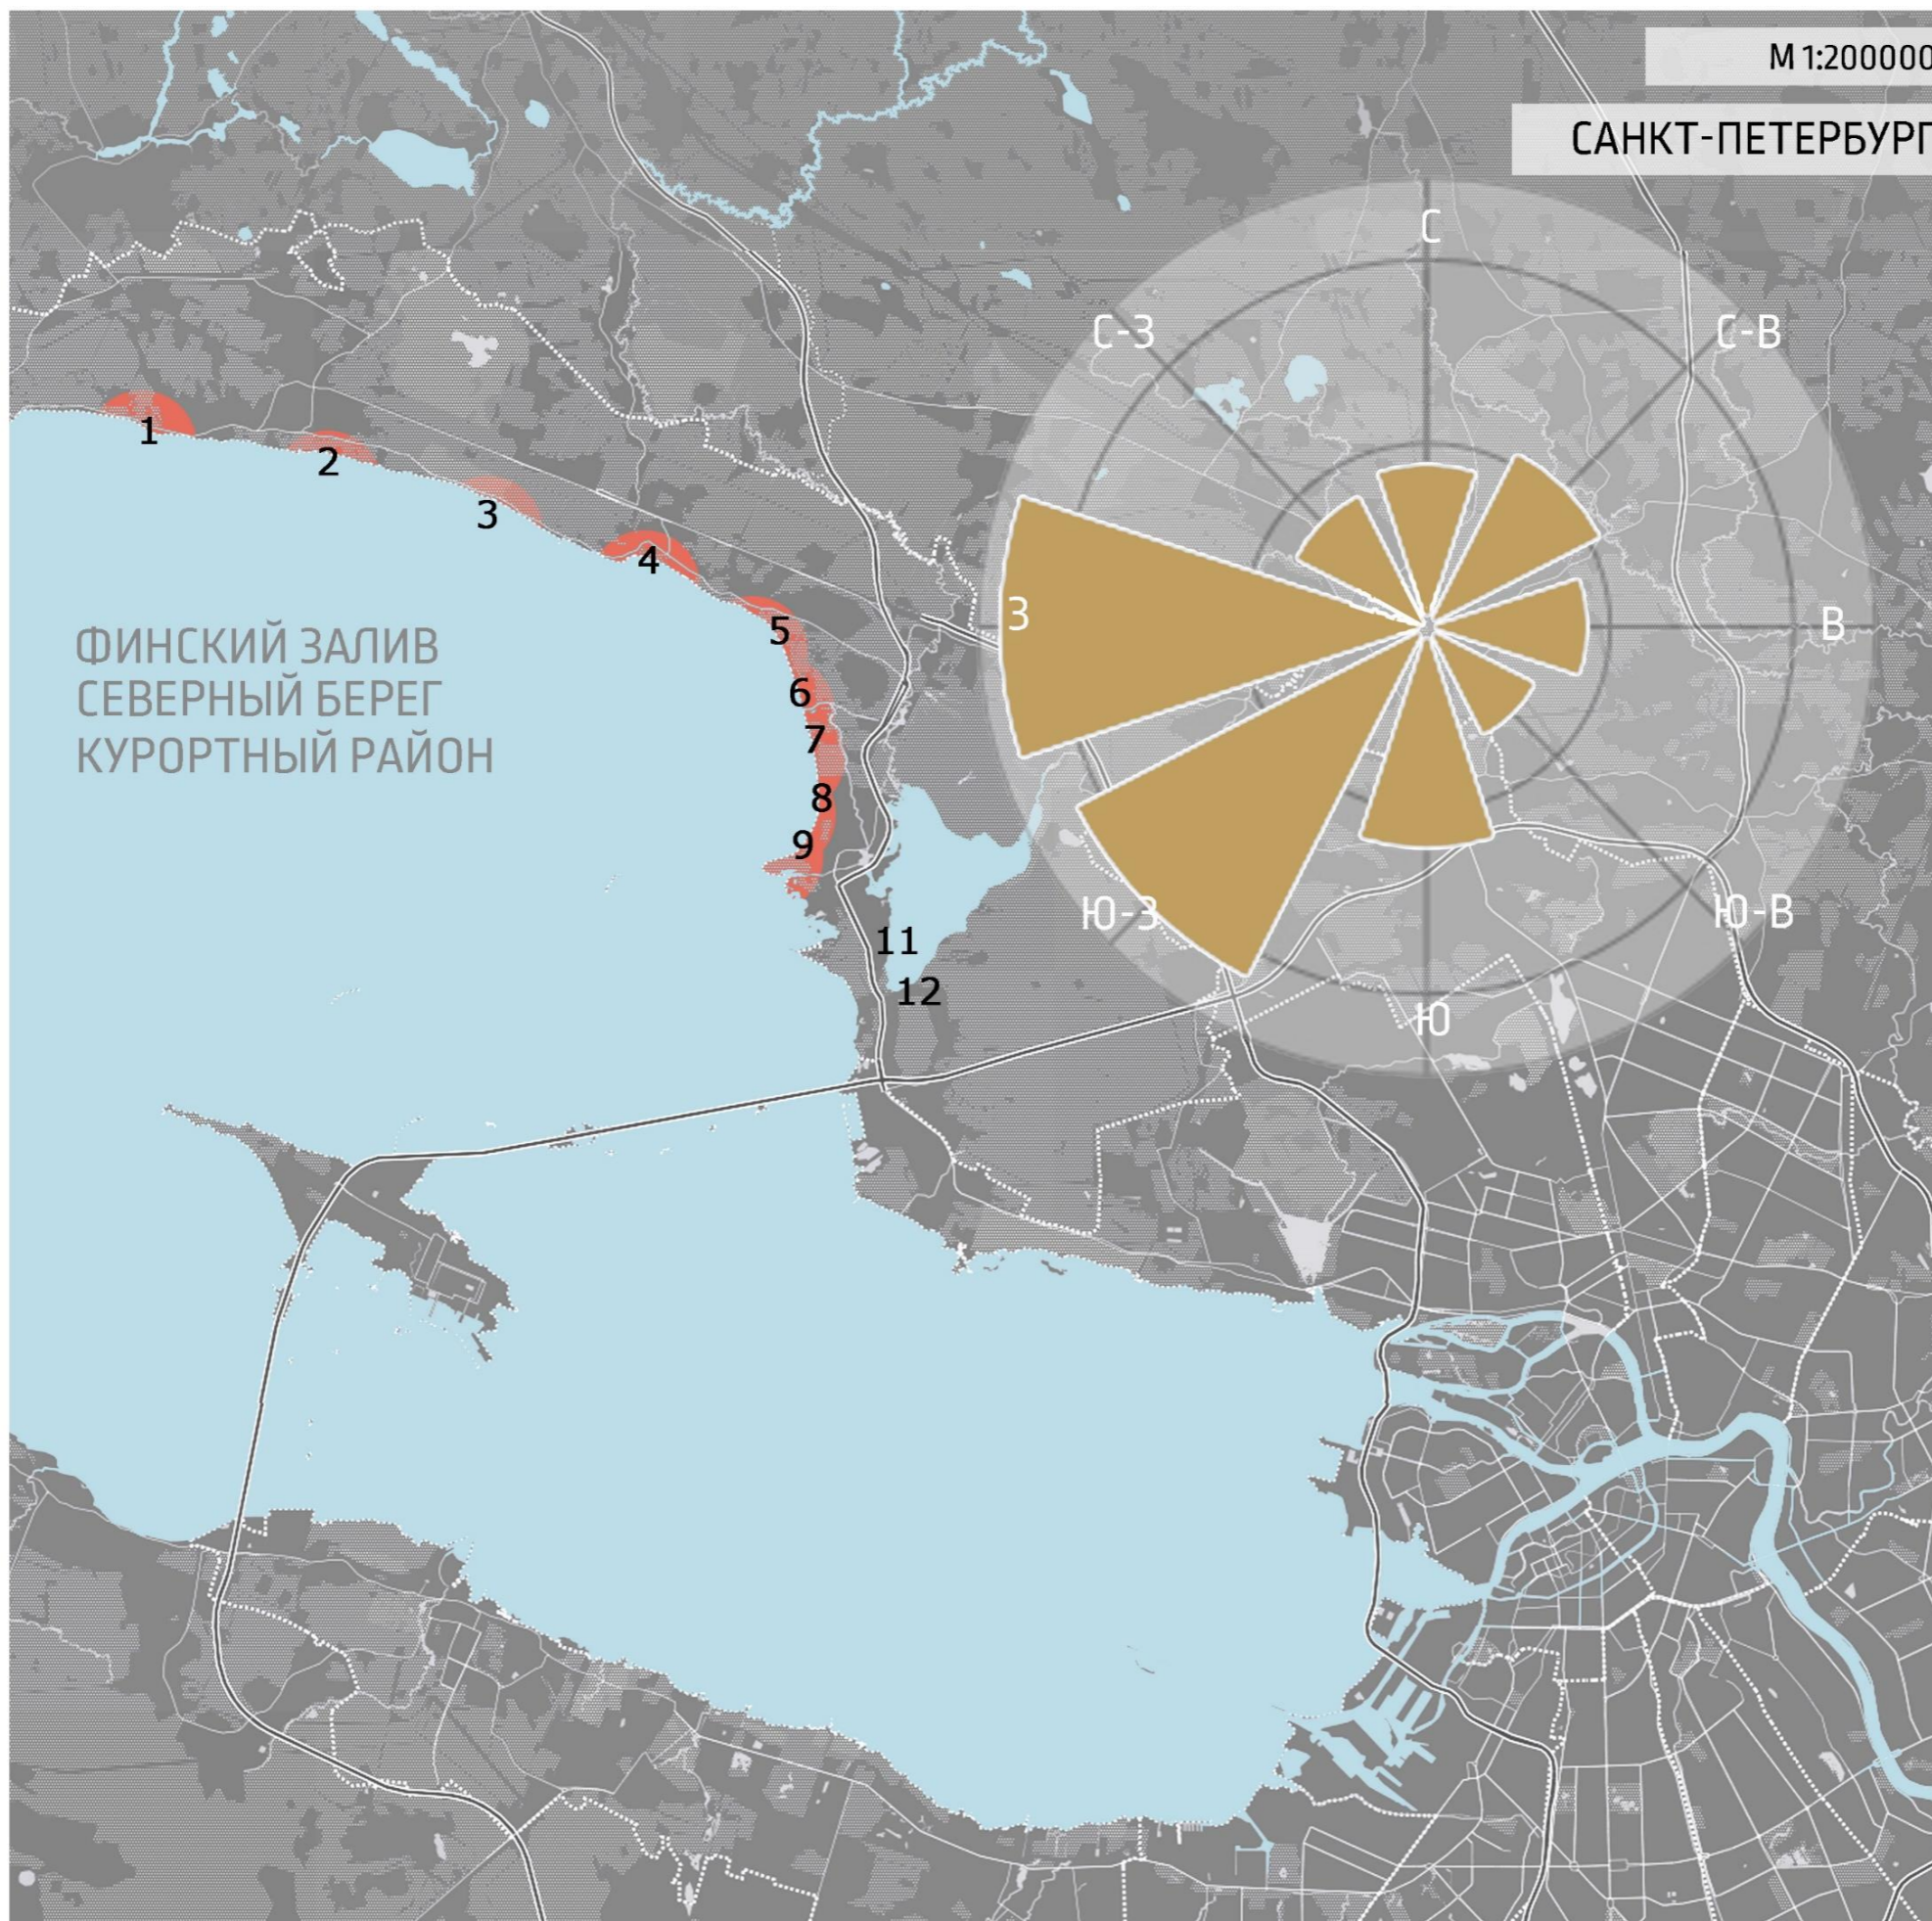 М 1:200000
САНКТ-ПЕТЕРБУРГ
С
С-З
С-В
З
В
Ю-З
Ю-В
Ю
1
2
3
4
5
6
7
8
9
11
12
ФИНСКИЙ ЗАЛИВ
СЕВЕРНЫЙ БЕРЕГ
КУРОРТНЫЙ РАЙОН